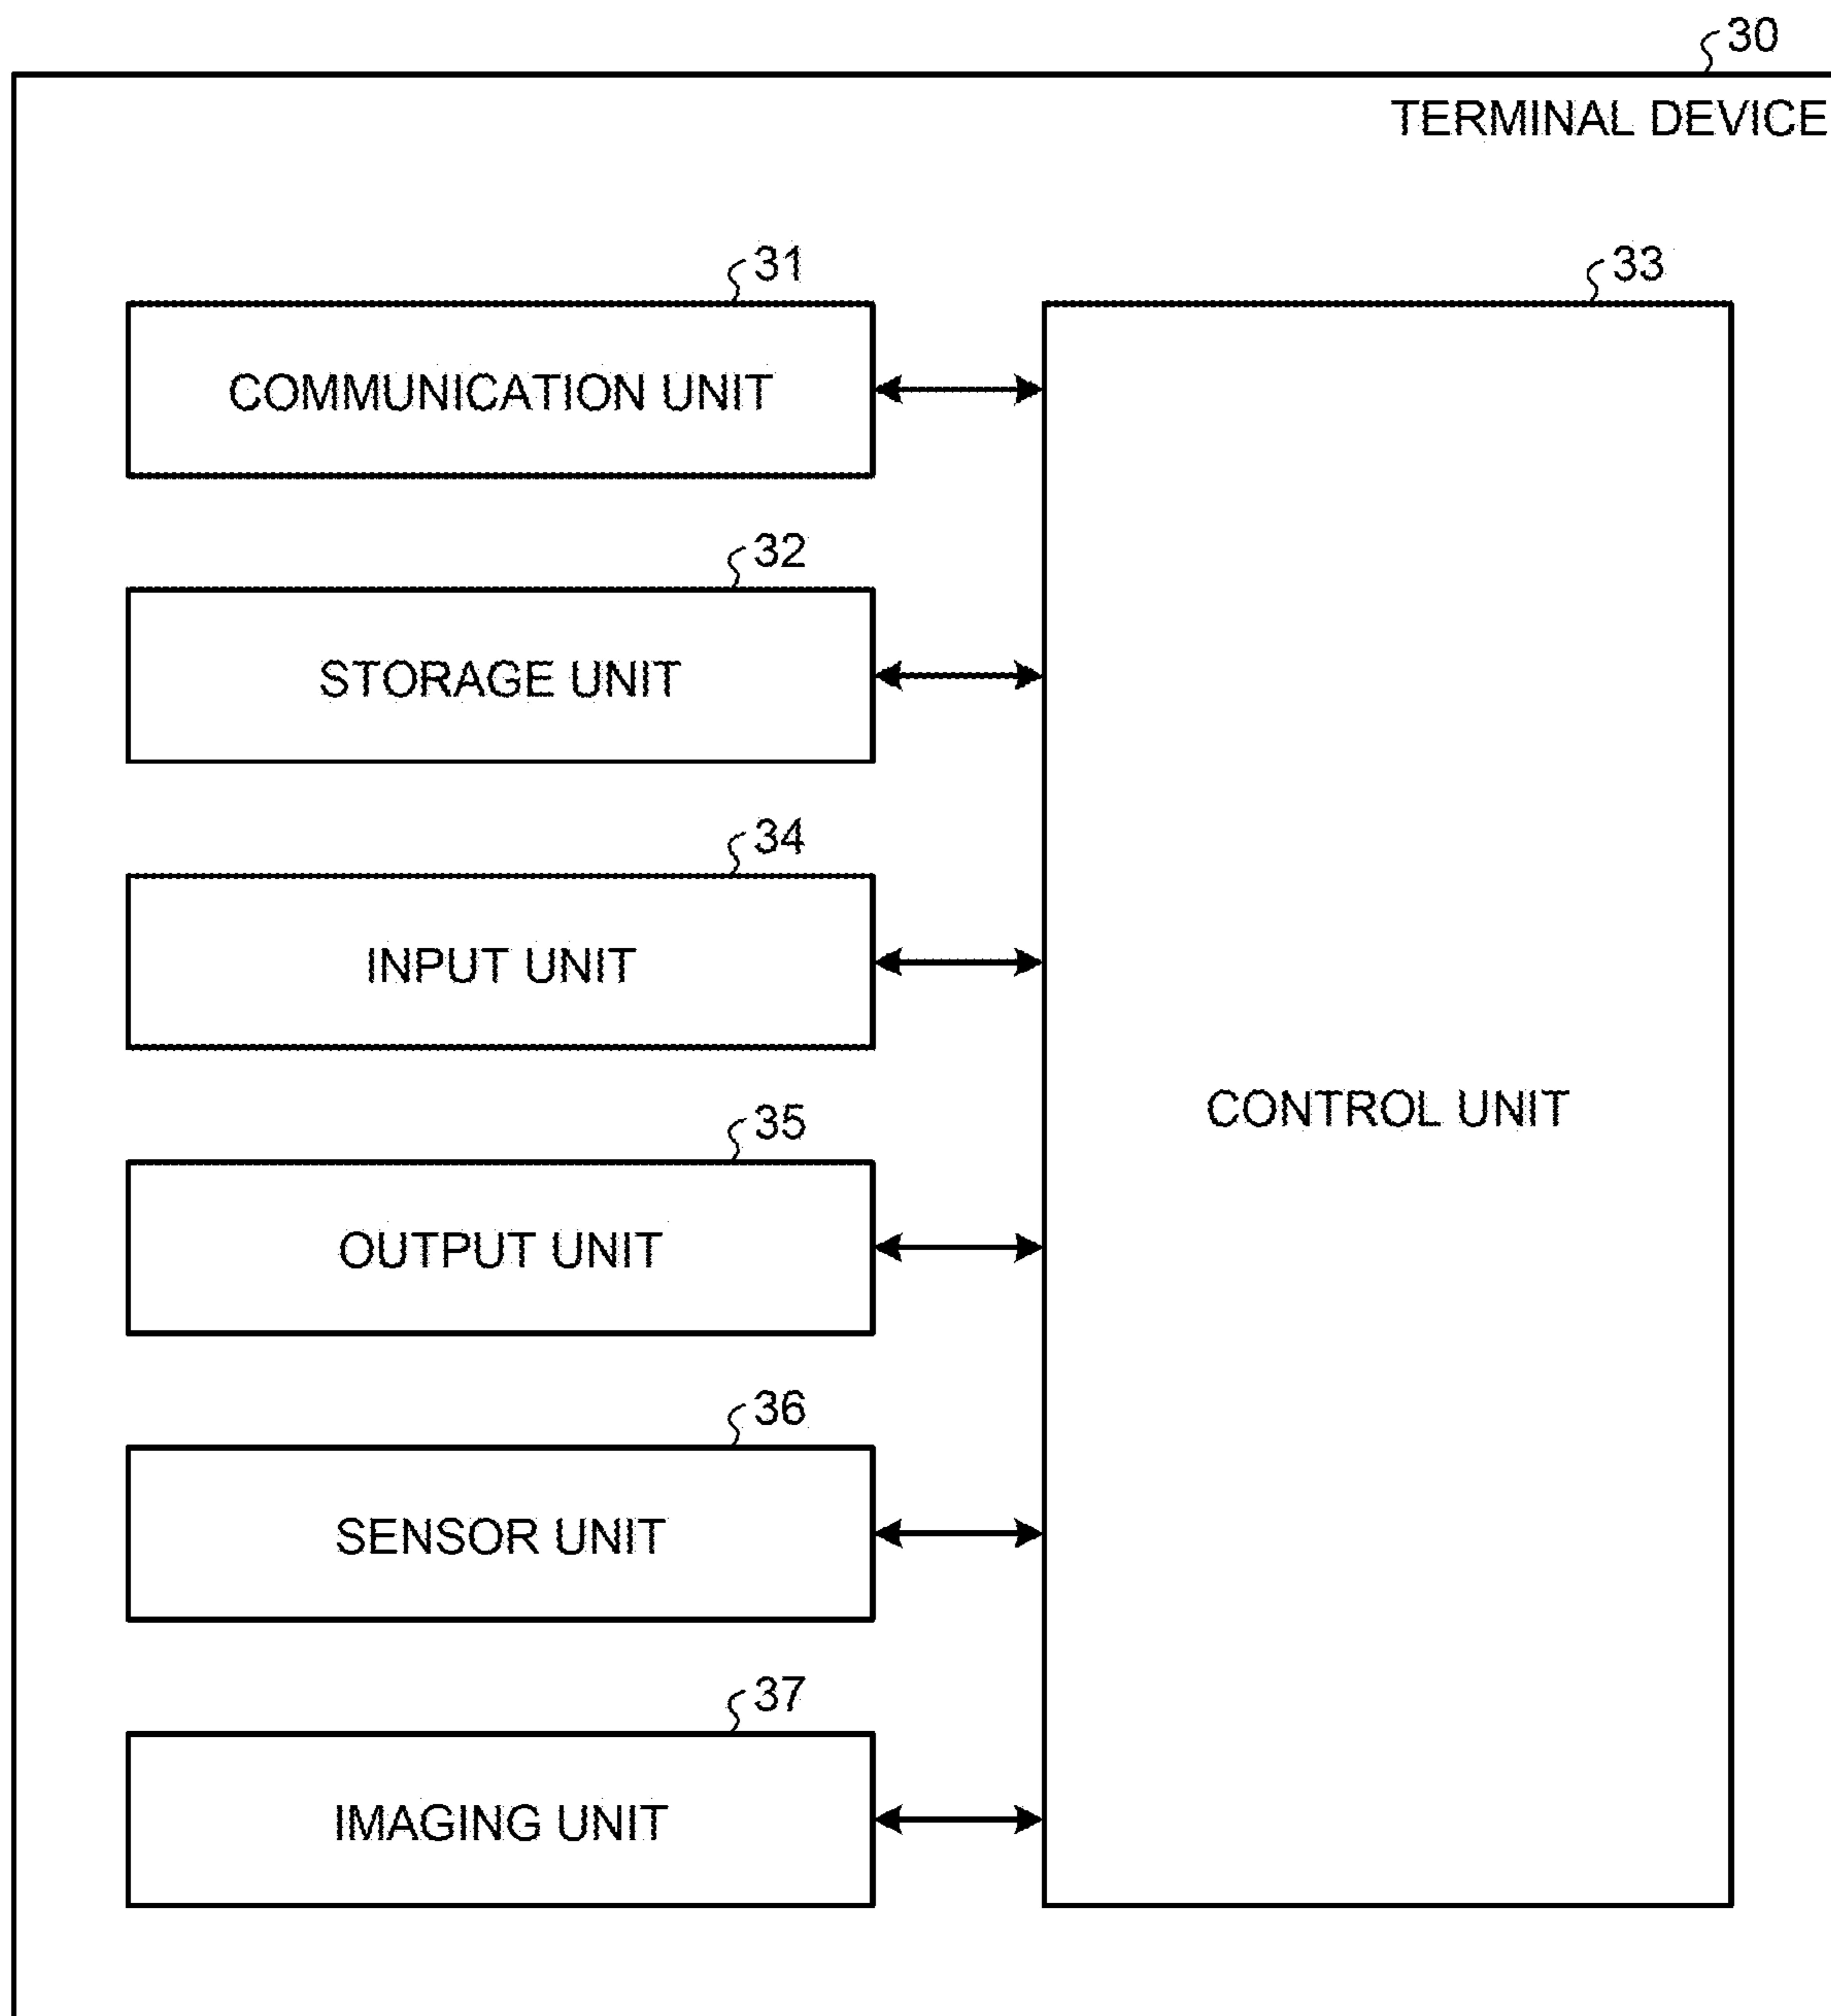 30
TERMINAL DEVICE
31
COMMUNICATION UNIT
32
STORAGE UNIT
34
INPUT UNIT
35
OUTPUT UNIT
36
SENSOR UNIT
37
IMAGING UNIT
33
CONTROL UNIT